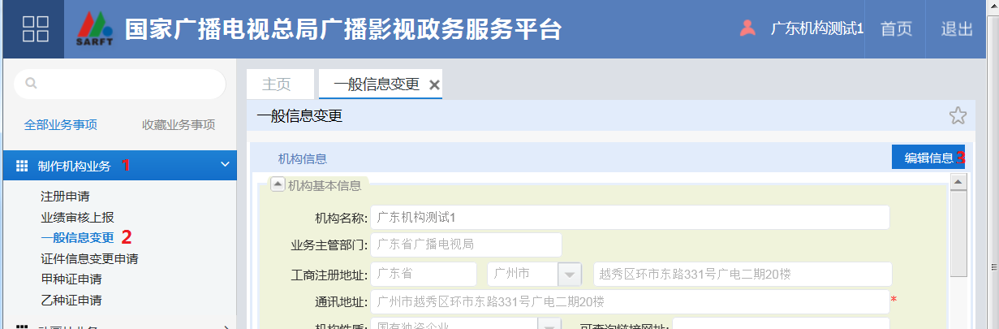 SARFT 国家广播电视总局广播影视政务服务平台 广东机构测试1 首页 退出
主页 一般信息变更
一般信息变更
全部业务事项 收藏业务事项
制作机构业务 1
注册申请
业绩审核上报
一般信息变更 2
证件信息变更申请
甲种证申请
乙种证申请
机构信息 编辑信息 3
机构基本信息
机构名称: 广东机构测试1
业务主管部门: 广东省广播电视局
工商注册地址: 广东省 广州市 越秀区环市东路331号广电二期20楼
通讯地址: 广州市越秀区环市东路331号广电二期20楼 *
机构性质: 国有独资企业 可查询链接网址: